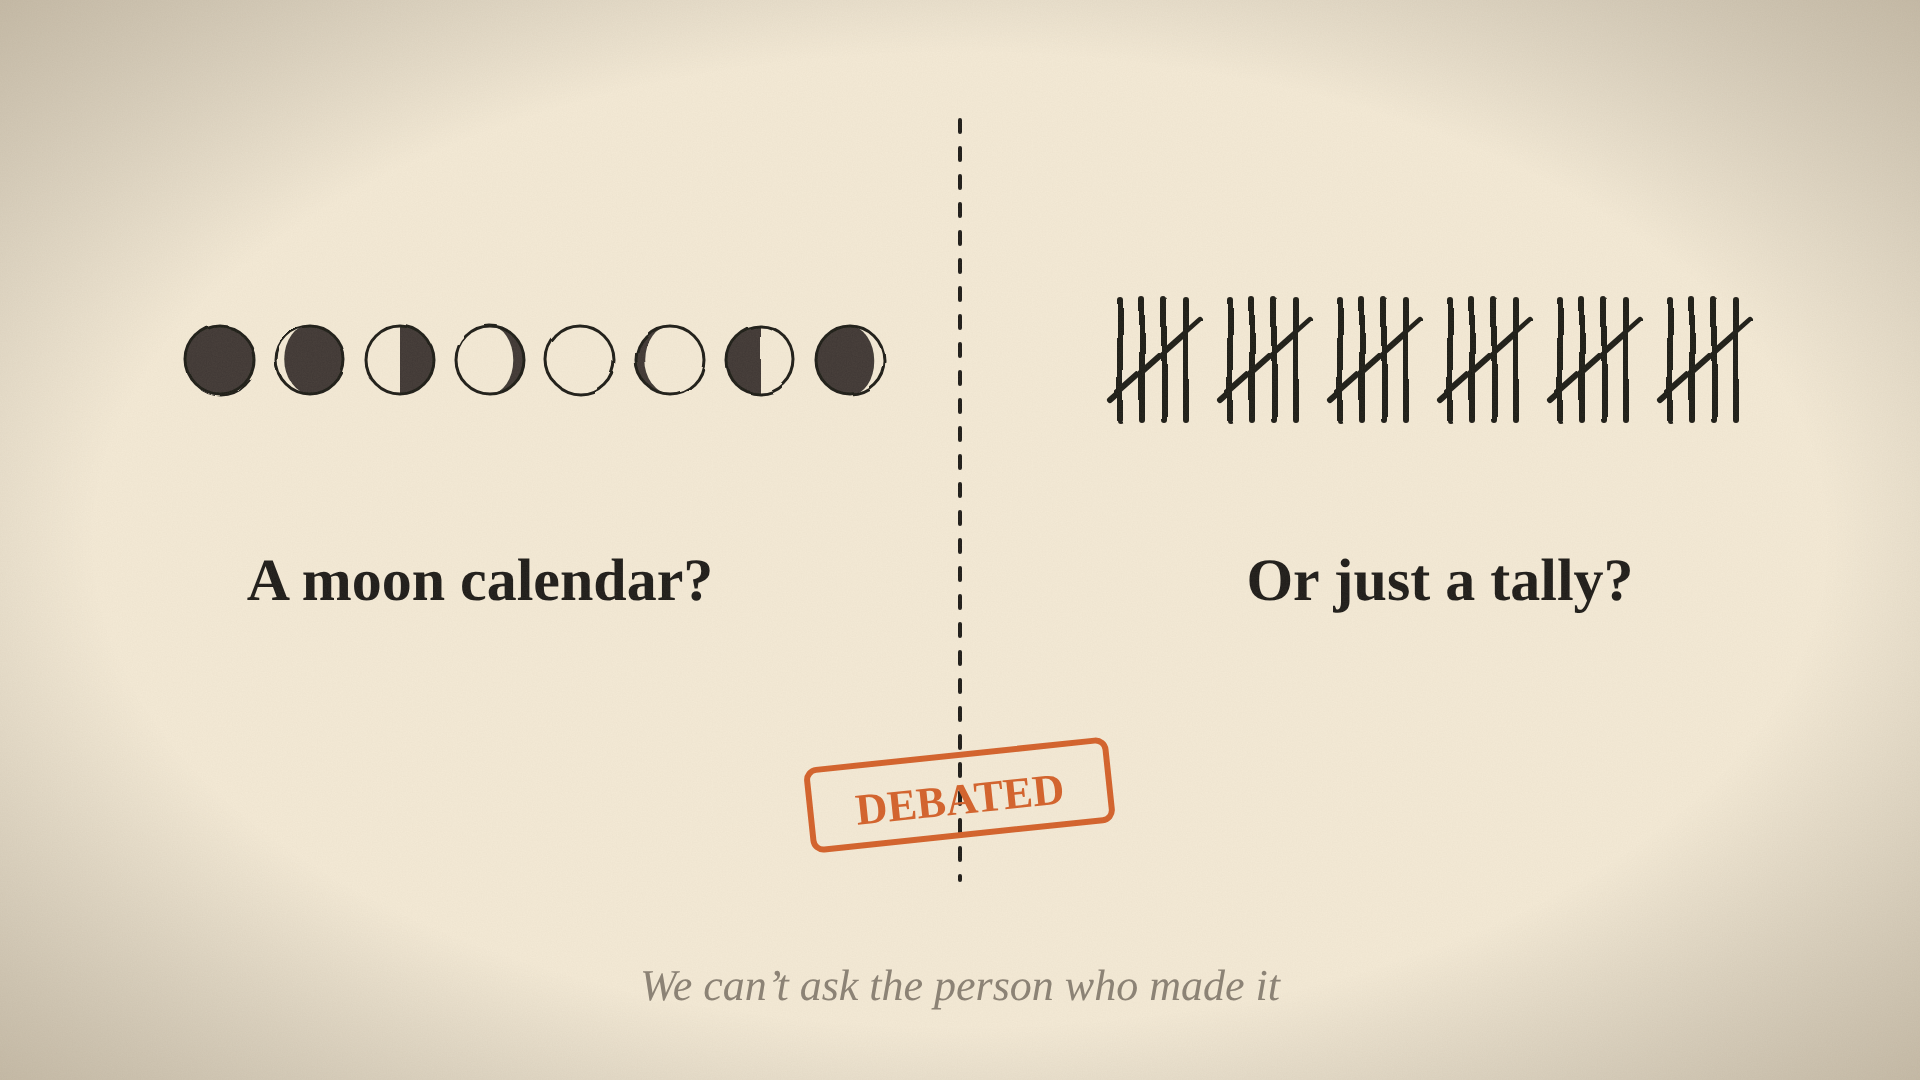 A moon calendar?
Or just a tally?
DEBATED
We can’t ask the person who made it